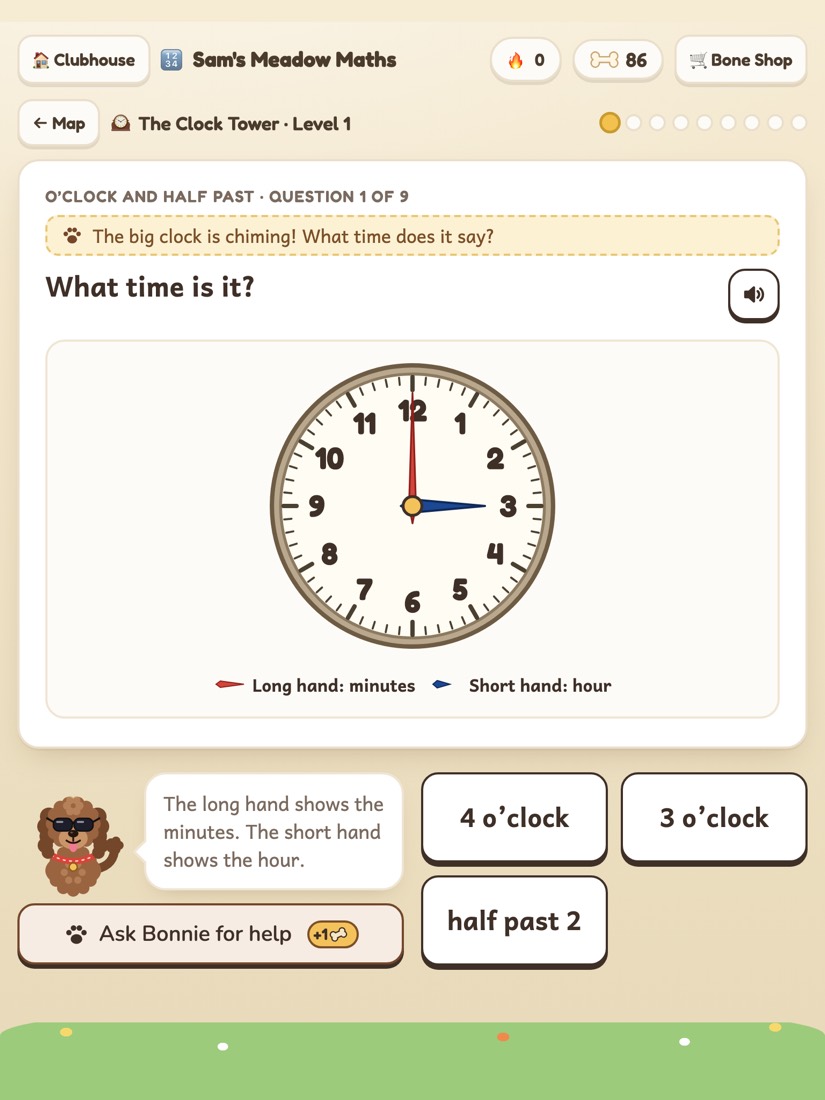 Clubhouse
1234
Sam's Meadow Maths
0
86
Bone Shop
← Map
The Clock Tower · Level 1
O'CLOCK AND HALF PAST · QUESTION 1 OF 9
The big clock is chiming! What time does it say?
What time is it?
12
1
2
3
4
5
6
7
8
9
10
11
Long hand: minutes
Short hand: hour
The long hand shows the
minutes. The short hand
shows the hour.
Ask Bonnie for help
+1
4 o’clock
3 o’clock
half past 2